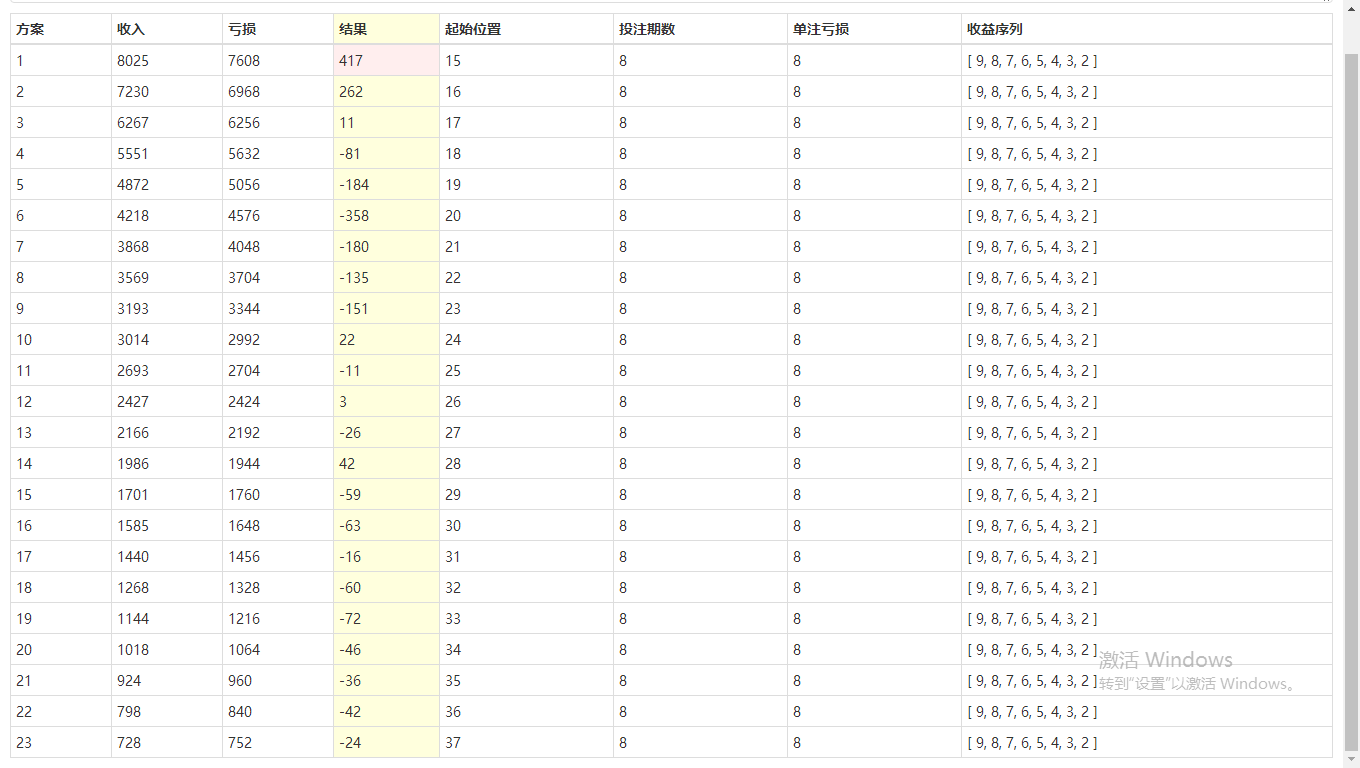 方案 收入 亏损 结果 起始位置 投注期数 单注亏损 收益序列
1 8025 7608 417 15 8 8 [ 9, 8, 7, 6, 5, 4, 3, 2 ]
2 7230 6968 262 16 8 8 [ 9, 8, 7, 6, 5, 4, 3, 2 ]
3 6267 6256 11 17 8 8 [ 9, 8, 7, 6, 5, 4, 3, 2 ]
4 5551 5632 -81 18 8 8 [ 9, 8, 7, 6, 5, 4, 3, 2 ]
5 4872 5056 -184 19 8 8 [ 9, 8, 7, 6, 5, 4, 3, 2 ]
6 4218 4576 -358 20 8 8 [ 9, 8, 7, 6, 5, 4, 3, 2 ]
7 3868 4048 -180 21 8 8 [ 9, 8, 7, 6, 5, 4, 3, 2 ]
8 3569 3704 -135 22 8 8 [ 9, 8, 7, 6, 5, 4, 3, 2 ]
9 3193 3344 -151 23 8 8 [ 9, 8, 7, 6, 5, 4, 3, 2 ]
10 3014 2992 22 24 8 8 [ 9, 8, 7, 6, 5, 4, 3, 2 ]
11 2693 2704 -11 25 8 8 [ 9, 8, 7, 6, 5, 4, 3, 2 ]
12 2427 2424 3 26 8 8 [ 9, 8, 7, 6, 5, 4, 3, 2 ]
13 2166 2192 -26 27 8 8 [ 9, 8, 7, 6, 5, 4, 3, 2 ]
14 1986 1944 42 28 8 8 [ 9, 8, 7, 6, 5, 4, 3, 2 ]
15 1701 1760 -59 29 8 8 [ 9, 8, 7, 6, 5, 4, 3, 2 ]
16 1585 1648 -63 30 8 8 [ 9, 8, 7, 6, 5, 4, 3, 2 ]
17 1440 1456 -16 31 8 8 [ 9, 8, 7, 6, 5, 4, 3, 2 ]
18 1268 1328 -60 32 8 8 [ 9, 8, 7, 6, 5, 4, 3, 2 ]
19 1144 1216 -72 33 8 8 [ 9, 8, 7, 6, 5, 4, 3, 2 ]
20 1018 1064 -46 34 8 8 [ 9, 8, 7, 6, 5, 4, 3, 2 ]
激活 Windows
21 924 960 -36 35 8 8 [ 9, 8, 7, 6, 5, 4, 3, 2 ]
转到“设置”以激活 Windows。
22 798 840 -42 36 8 8 [ 9, 8, 7, 6, 5, 4, 3, 2 ]
23 728 752 -24 37 8 8 [ 9, 8, 7, 6, 5, 4, 3, 2 ]